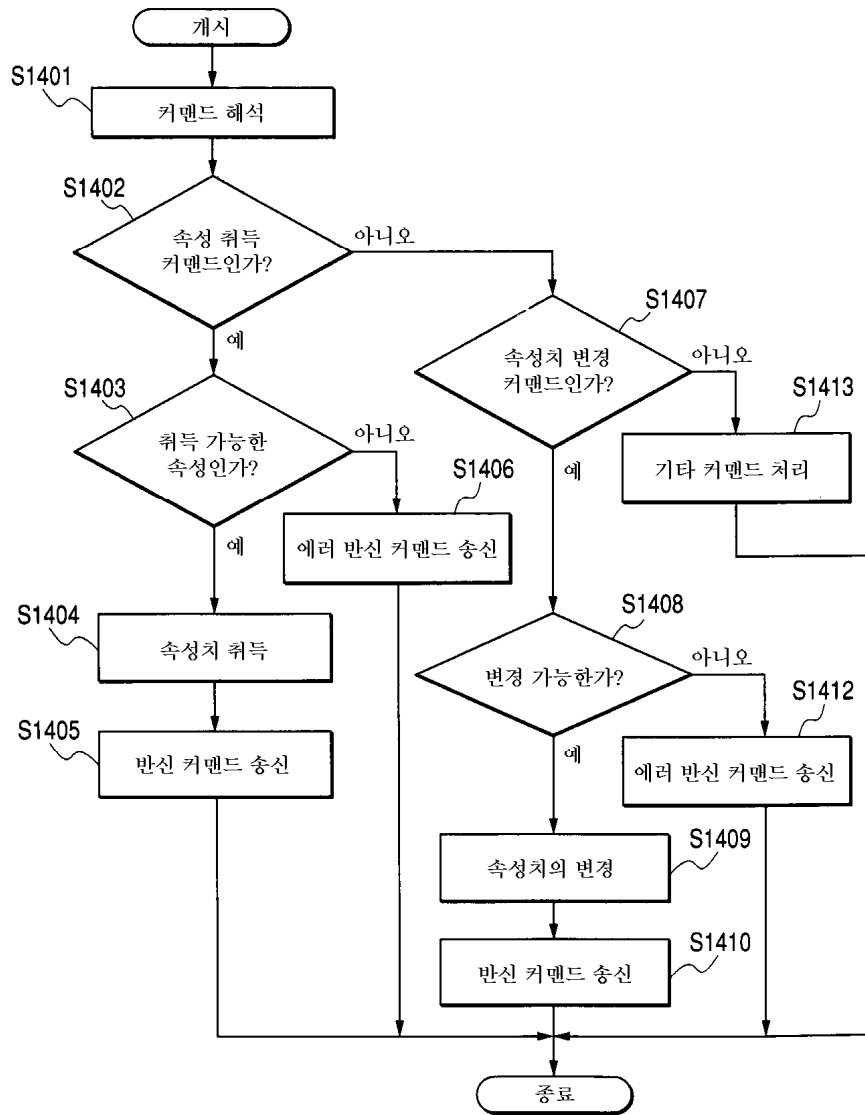 개시
S1401
커맨드 해석
S1402
속성 취득
커맨드인가?
아니오
예
S1407
속성치 변경
커맨드인가?
아니오
예
S1403
취득 가능한
속성인가?
아니오
예
S1413
기타 커맨드 처리
S1406
에러 반신 커맨드 송신
S1404
속성치 취득
S1408
변경 가능한가?
아니오
예
S1405
반신 커맨드 송신
S1412
에러 반신 커맨드 송신
S1409
속성치의 변경
S1410
반신 커맨드 송신
종료